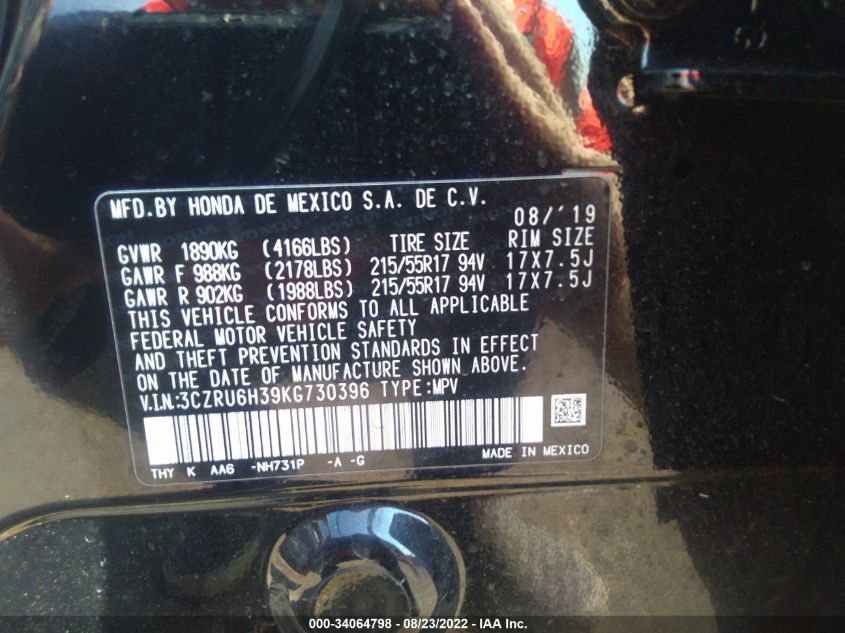 MFD.BY HONDA DE MEXICO S.A. DE C.V. 08/'19
GVWR 1890KG (4166LBS) TIRE SIZE RIM SIZE
GAWR F 988KG (2178LBS) 215/55R17 94V 17X7.5J
GAWR R 902KG (1988LBS) 215/55R17 94V 17X7.5J
THIS VEHICLE CONFORMS TO ALL APPLICABLE
FEDERAL MOTOR VEHICLE SAFETY
AND THEFT PREVENTION STANDARDS IN EFFECT
ON THE DATE OF MANUFACTURE SHOWN ABOVE.
V.I.N.:3CZRU6H39KG730396 TYPE:MPV
THY K AA6 -NH731P -A -G MADE IN MEXICO
000-34064798 - 08/23/2022 - IAA Inc.